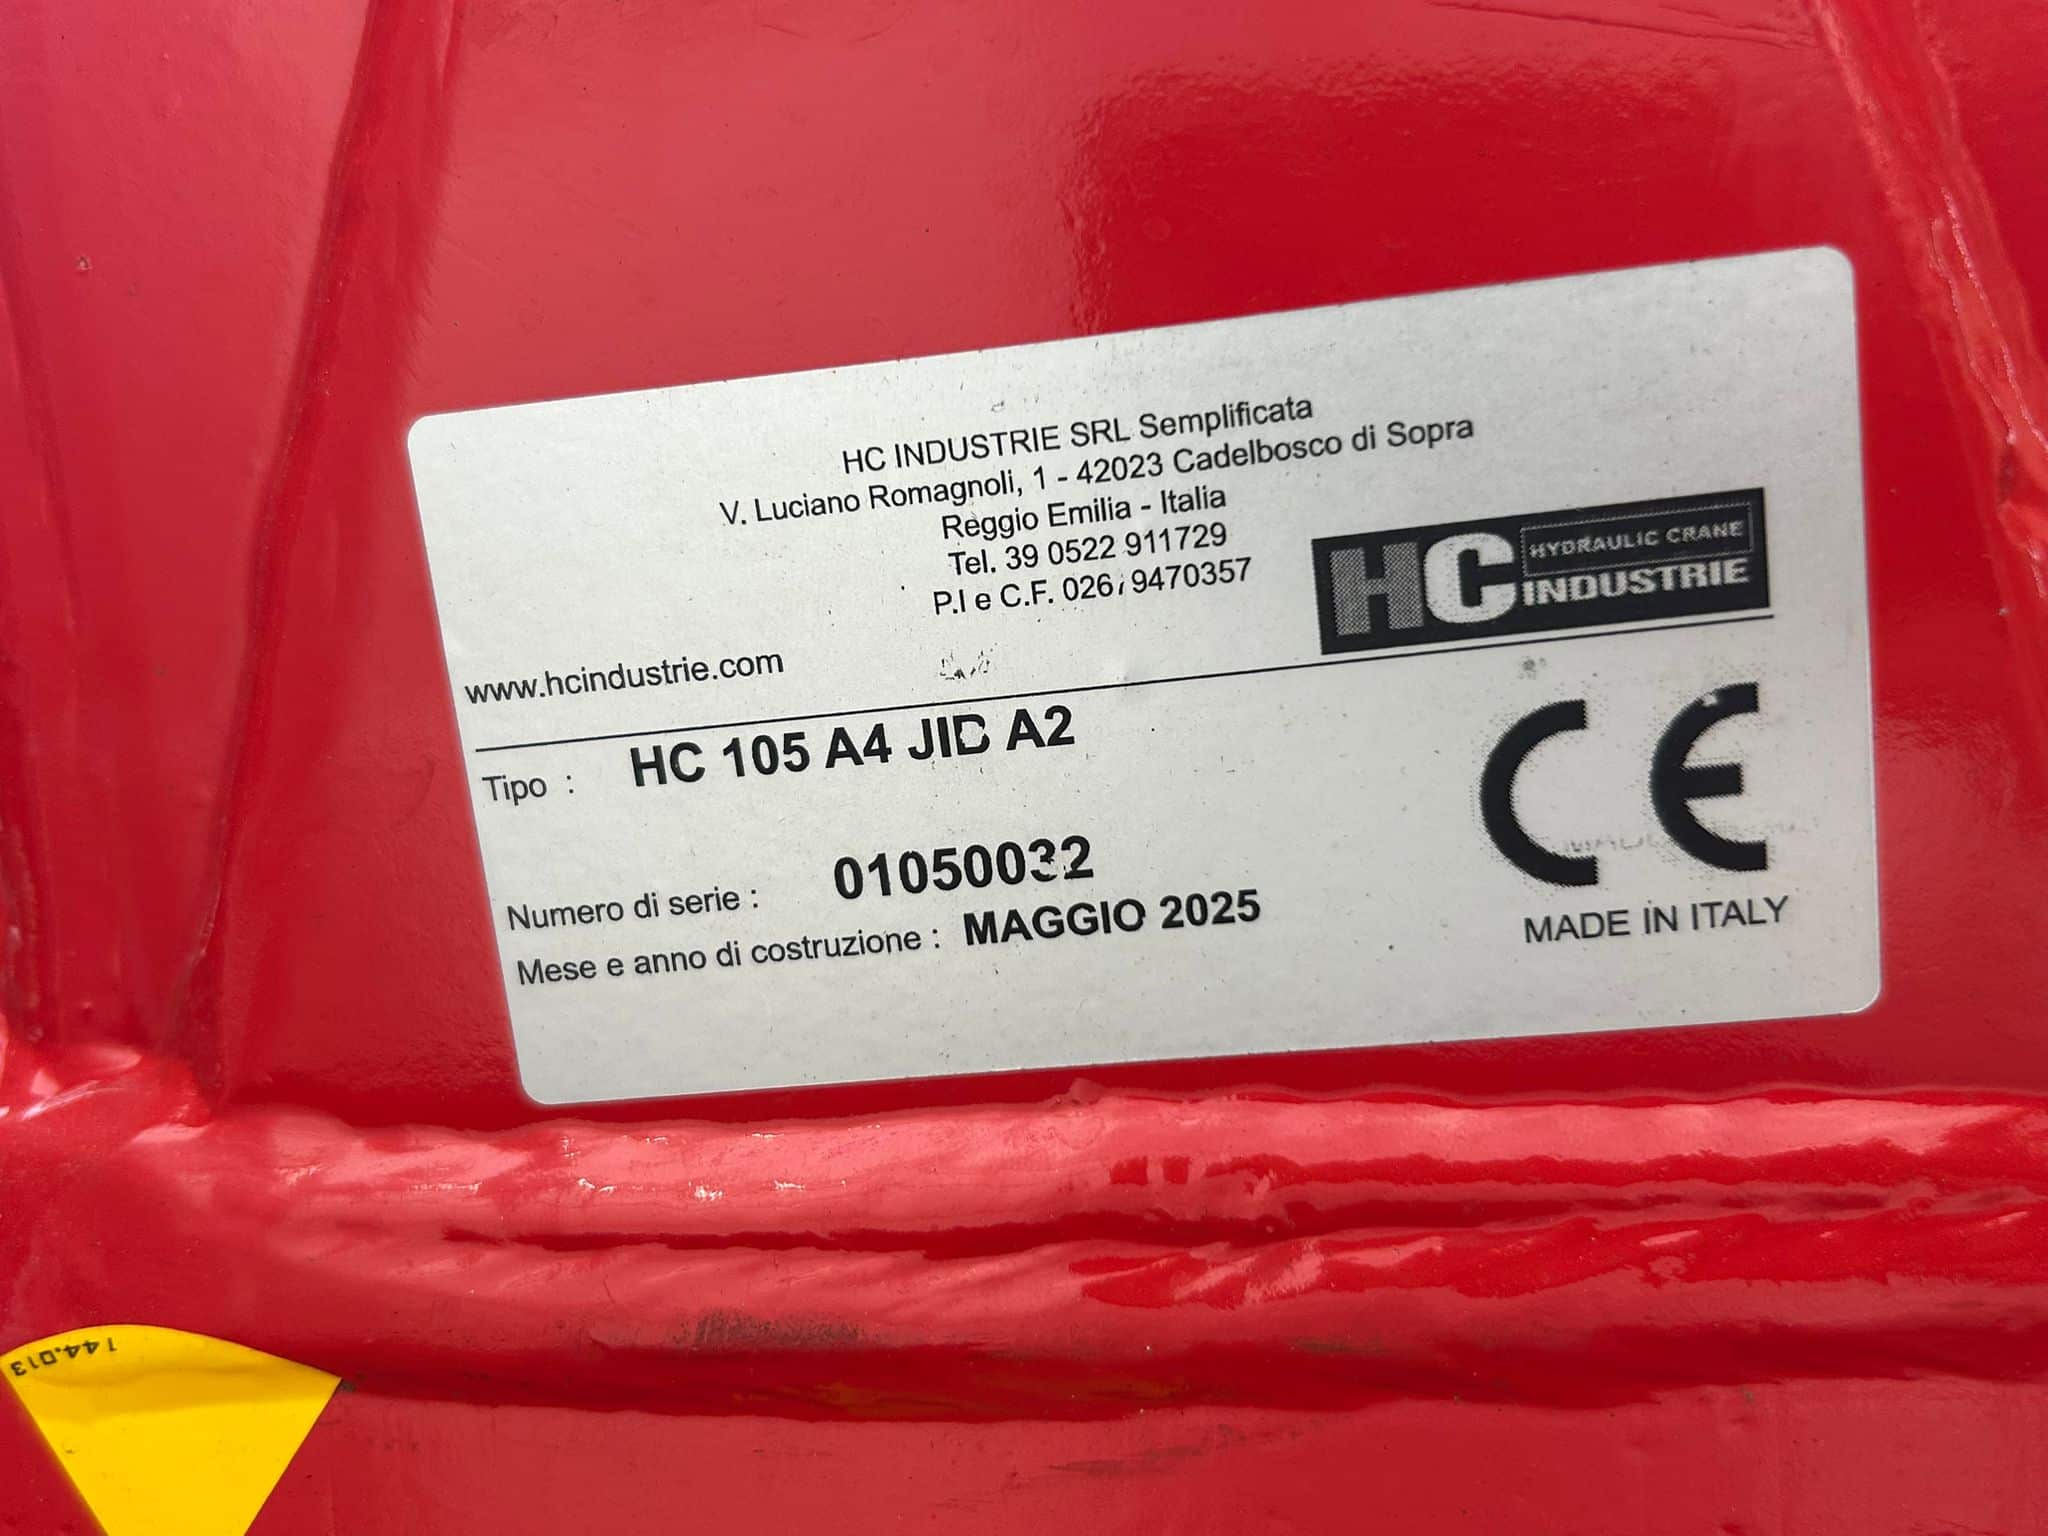 HC INDUSTRIE SRL Semplificata
V. Luciano Romagnoli, 1 - 42023 Cadelbosco di Sopra
Reggio Emilia - Italia
Tel. 39 0522 911729
P.I e C.F. 02679470357
HC HYDRAULIC CRANE
INDUSTRIE
www.hcindustrie.com
Tipo : HC 105 A4 JIB A2
CE
Numero di serie : 01050032
Mese e anno di costruzione : MAGGIO 2025
MADE IN ITALY
144.013